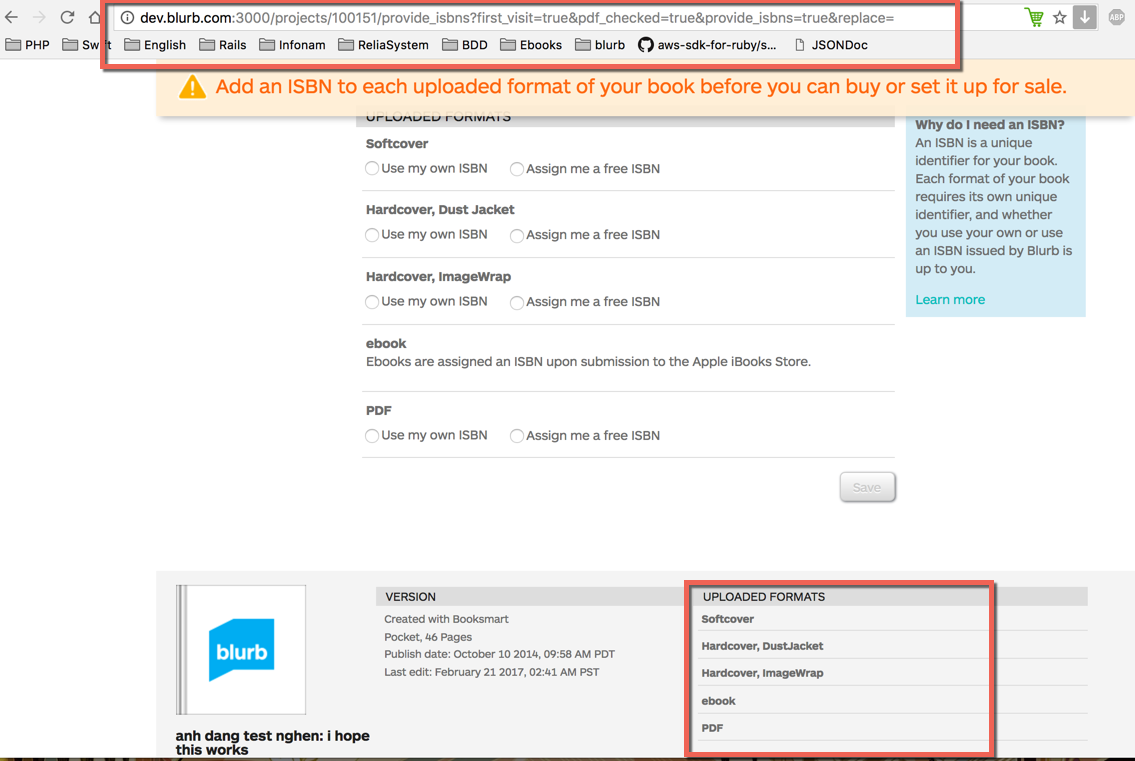 dev.blurb.com:3000/projects/100151/provide_isbns?first_visit=true&pdf_checked=true&provide_isbns=true&replace=
ABP
PHP Swift English Rails Infonam ReliaSystem BDD Ebooks blurb aws-sdk-for-ruby/s... JSONDoc
Add an ISBN to each uploaded format of your book before you can buy or set it up for sale.
UPLOADED FORMATS
Softcover
Use my own ISBN Assign me a free ISBN
Hardcover, Dust Jacket
Use my own ISBN Assign me a free ISBN
Hardcover, ImageWrap
Use my own ISBN Assign me a free ISBN
ebook
Ebooks are assigned an ISBN upon submission to the Apple iBooks Store.
PDF
Use my own ISBN Assign me a free ISBN
Save
Why do I need an ISBN?
An ISBN is a unique
identifier for your book.
Each format of your book
requires its own unique
identifier, and whether
you use your own or use
an ISBN issued by Blurb is
up to you.
Learn more
blurb
anh dang test nghen: i hope
this works
VERSION
Created with Booksmart
Pocket, 46 Pages
Publish date: October 10 2014, 09:58 AM PDT
Last edit: February 21 2017, 02:41 AM PST
UPLOADED FORMATS
Softcover
Hardcover, DustJacket
Hardcover, ImageWrap
ebook
PDF